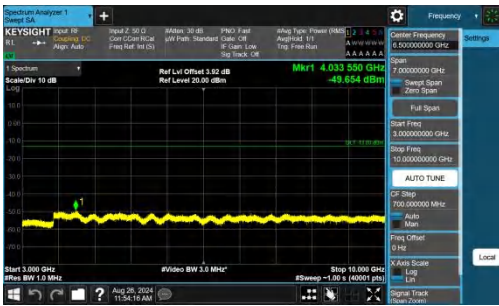 Spectrum Analyzer 1
Swept SA
Frequency
KEYSIGHT Input: RF
Coupling: DC
Align: Auto
Input Z: 50 Ω
Corr CCorr RCal
Freq Ref: Int (S)
#Atten: 30 dB
µW Path: Standard
PNO: Fast
Gate: Off
IF Gain: Low
Sig Track: Off
#Avg Type: Power (RMS)
Avg|Hold: 1/1
Trig: Free Run
1 2 3 4 5 6
A W W W W W
A A A A A A
1 Spectrum
Scale/Div 10 dB
Log
Ref Lvl Offset 3.92 dB
Ref Level 20.00 dBm
Mkr1 4.033 550 GHz
-49.654 dBm
10.0
0.00
-10.0
-20.0
-30.0
-40.0
-50.0
-60.0
-70.0
1
Start 3.000 GHz
#Res BW 1.0 MHz
#Video BW 3.0 MHz*
Stop 10.000 GHz
#Sweep ~1.00 s (40001 pts)
Center Frequency
6.500000000 GHz
Span
7.00000000 GHz
Swept Span
Zero Span
Full Span
Start Freq
3.000000000 GHz
Stop Freq
10.000000000 GHz
AUTO TUNE
CF Step
700.000000 MHz
Auto
Man
Freq Offset
0 Hz
X Axis Scale
Log
Lin
Signal Track
(Span Zoom)
Settings
Local
Aug 26, 2024
11:54:16 AM